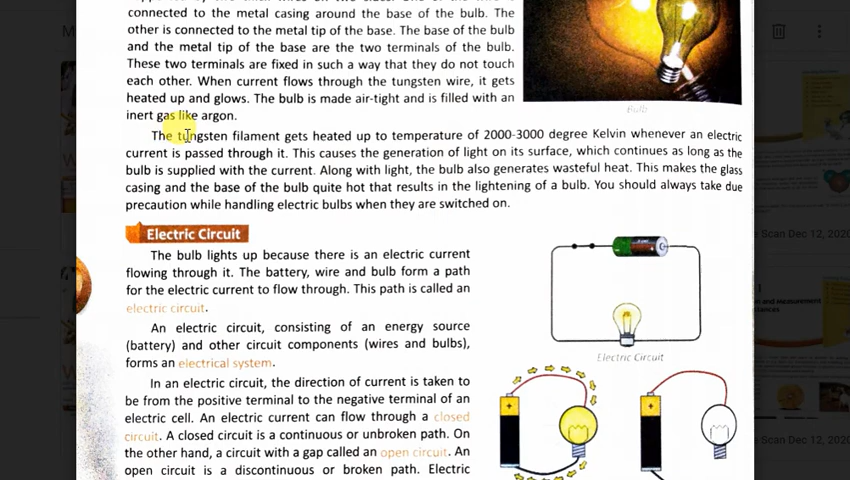 connected to the metal casing around the base of the bulb. The
other is connected to the metal tip of the base. The base of the bulb
and the metal tip of the base are the two terminals of the bulb.
These two terminals are fixed in such a way that they do not touch
each other. When current flows through the tungsten wire, it gets
heated up and glows. The bulb is made air-tight and is filled with an
inert gas like argon.
Bulb
The tungsten filament gets heated up to temperature of 2000-3000 degree Kelvin whenever an electric
current is passed through it. This causes the generation of light on its surface, which continues as long as the
bulb is supplied with the current. Along with light, the bulb also generates wasteful heat. This makes the glass
casing and the base of the bulb quite hot that results in the lightening of a bulb. You should always take due
precaution while handling electric bulbs when they are switched on.
Electric Circuit
The bulb lights up because there is an electric current
flowing through it. The battery, wire and bulb form a path
for the electric current to flow through. This path is called an
electric circuit.
An electric circuit, consisting of an energy source
(battery) and other circuit components (wires and bulbs),
forms an electrical system.
Electric Circuit
In an electric circuit, the direction of current is taken to
be from the positive terminal to the negative terminal of an
electric cell. An electric current can flow through a closed
circuit. A closed circuit is a continuous or unbroken path. On
the other hand, a circuit with a gap called an open circuit. An
open circuit is a discontinuous or broken path. Electric
+
+
e Scan Dec 12, 2020
e Scan Dec 12, 2020